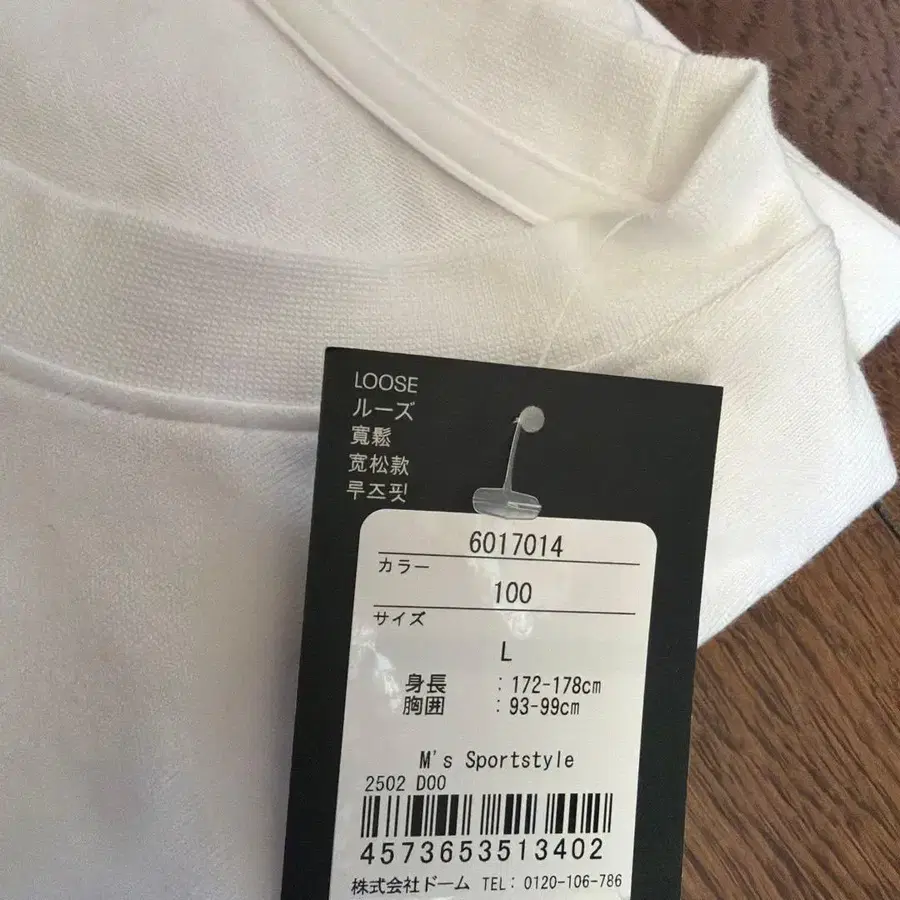 LOOSE
ルーズ
寬鬆
宽松款
루즈핏
6017014
カラー
100
サイズ
L
身長 : 172-178cm
胸囲 : 93-99cm
M's Sportstyle
2502 D00
4573653513402
株式会社ドーム TEL: 0120-106-786